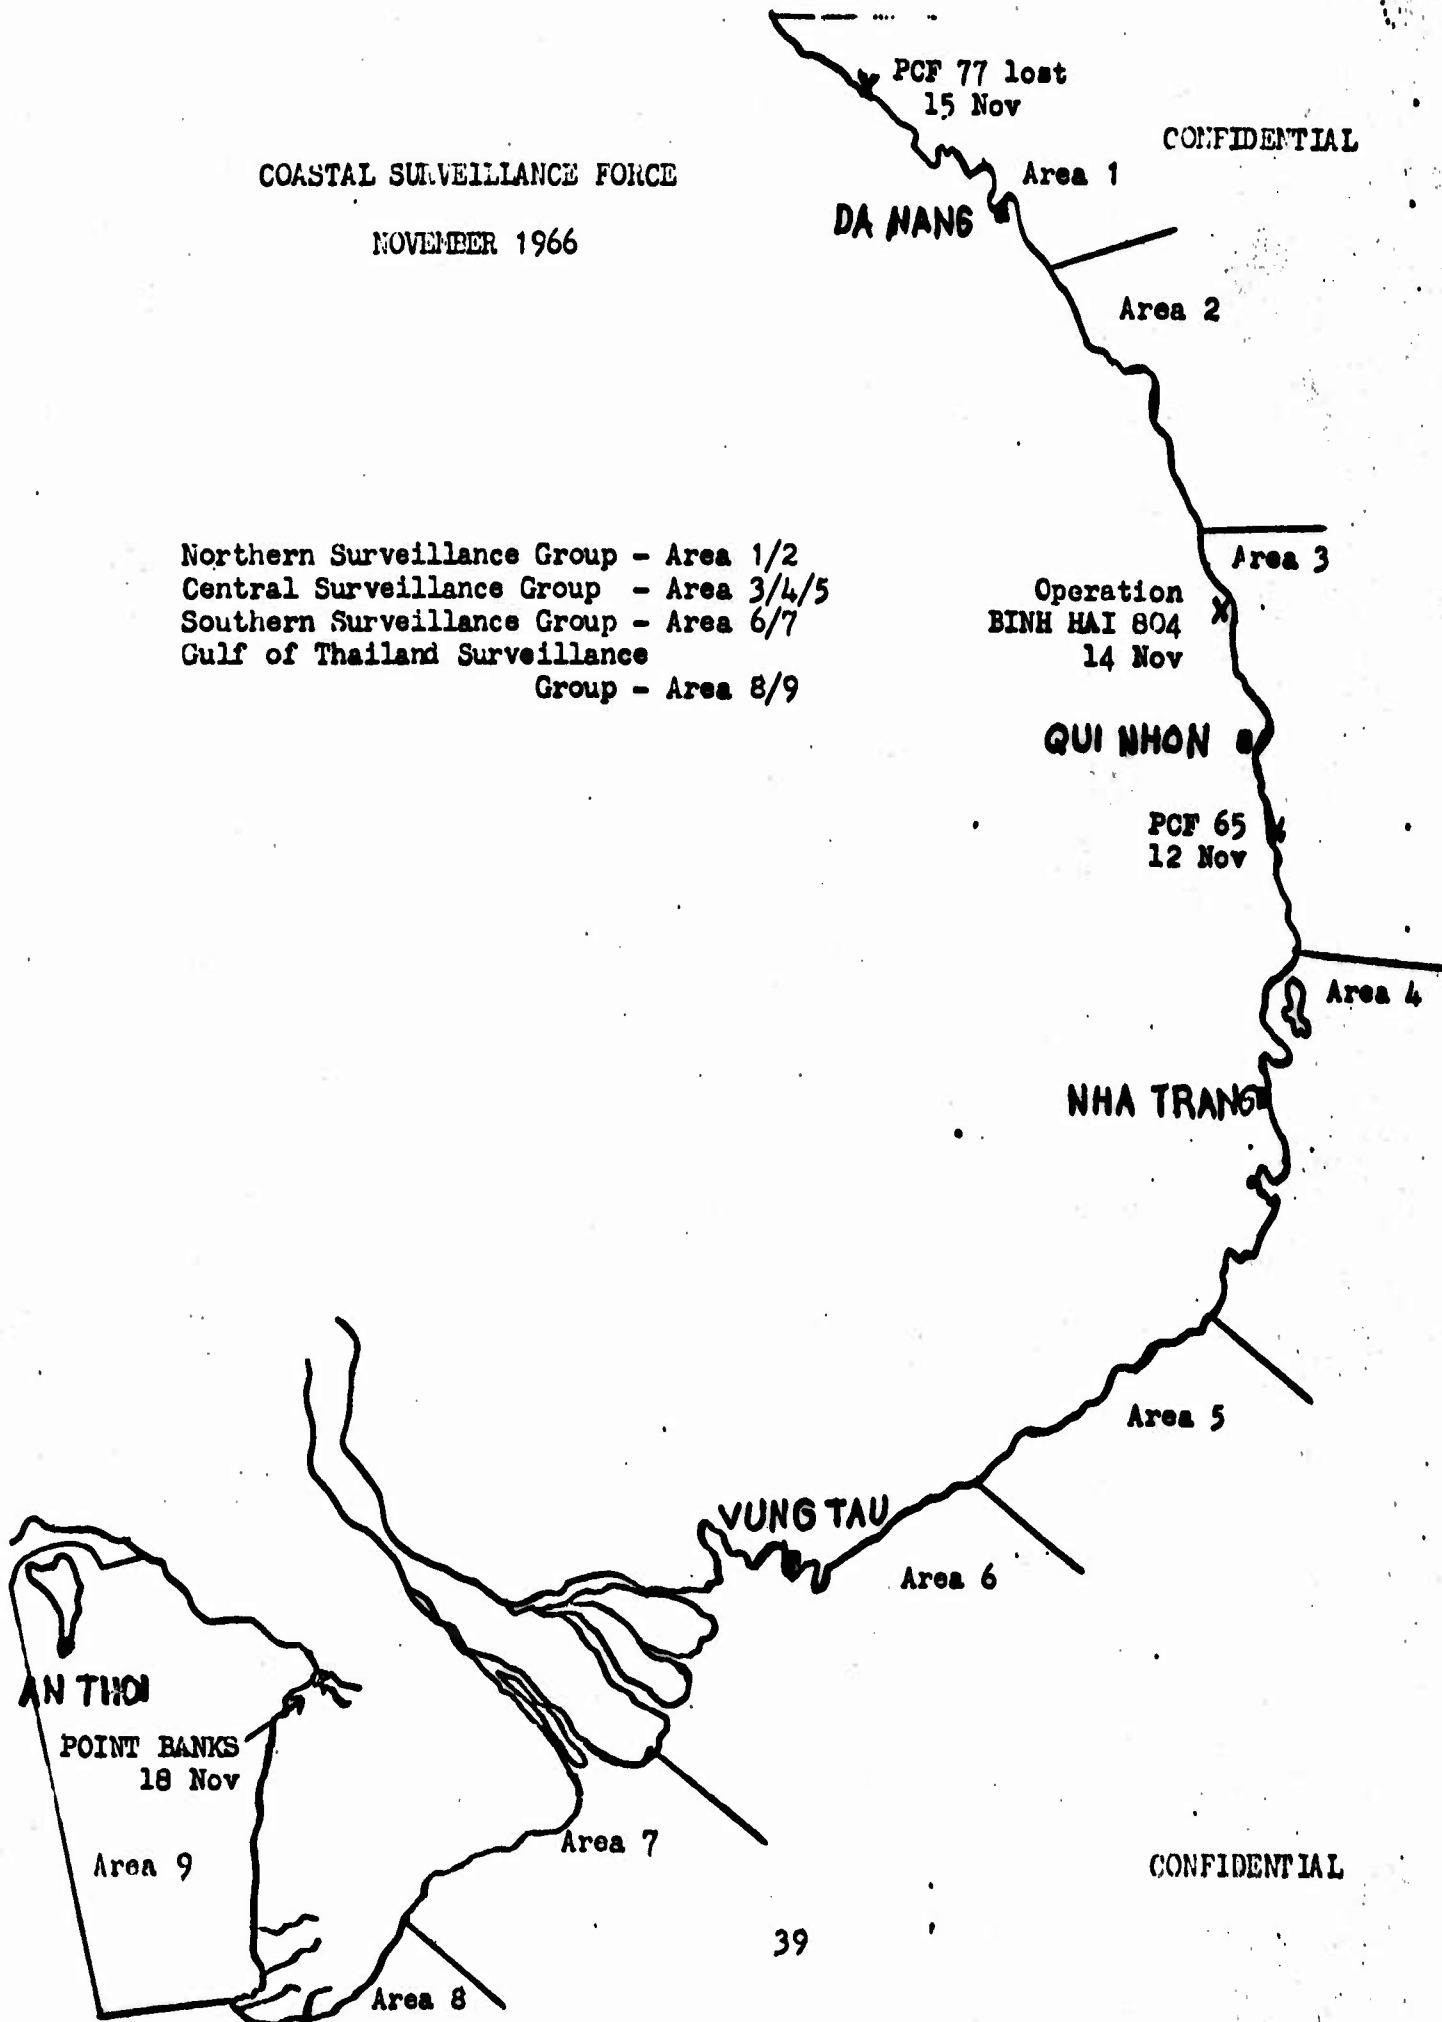 PCF 77 lost
15 Nov
CONFIDENTIAL
COASTAL SURVEILLANCE FORCE
NOVEMBER 1966
Area 1
DA NANG
Area 2
Northern Surveillance Group - Area 1/2
Central Surveillance Group - Area 3/4/5
Southern Surveillance Group - Area 6/7
Gulf of Thailand Surveillance
Group - Area 8/9
Area 3
Operation
BINH HAI 804
14 Nov
QUI NHON
PCF 65
12 Nov
Area 4
NHA TRANG
Area 5
VUNG TAU
Area 6
AN THOI
POINT BANKS
18 Nov
Area 7
Area 9
CONFIDENTIAL
39
Area 8